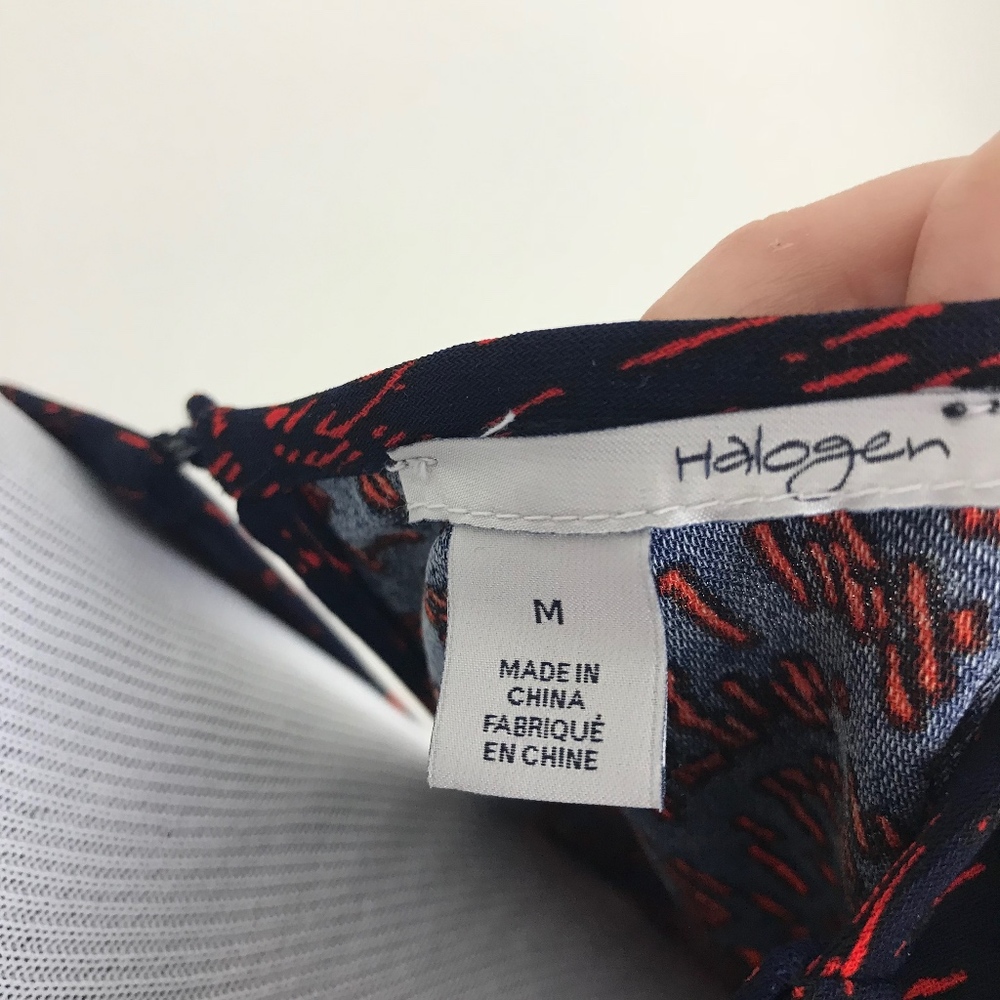 Halogen
M
MADE IN
CHINA
FABRIQUÉ
EN CHINE